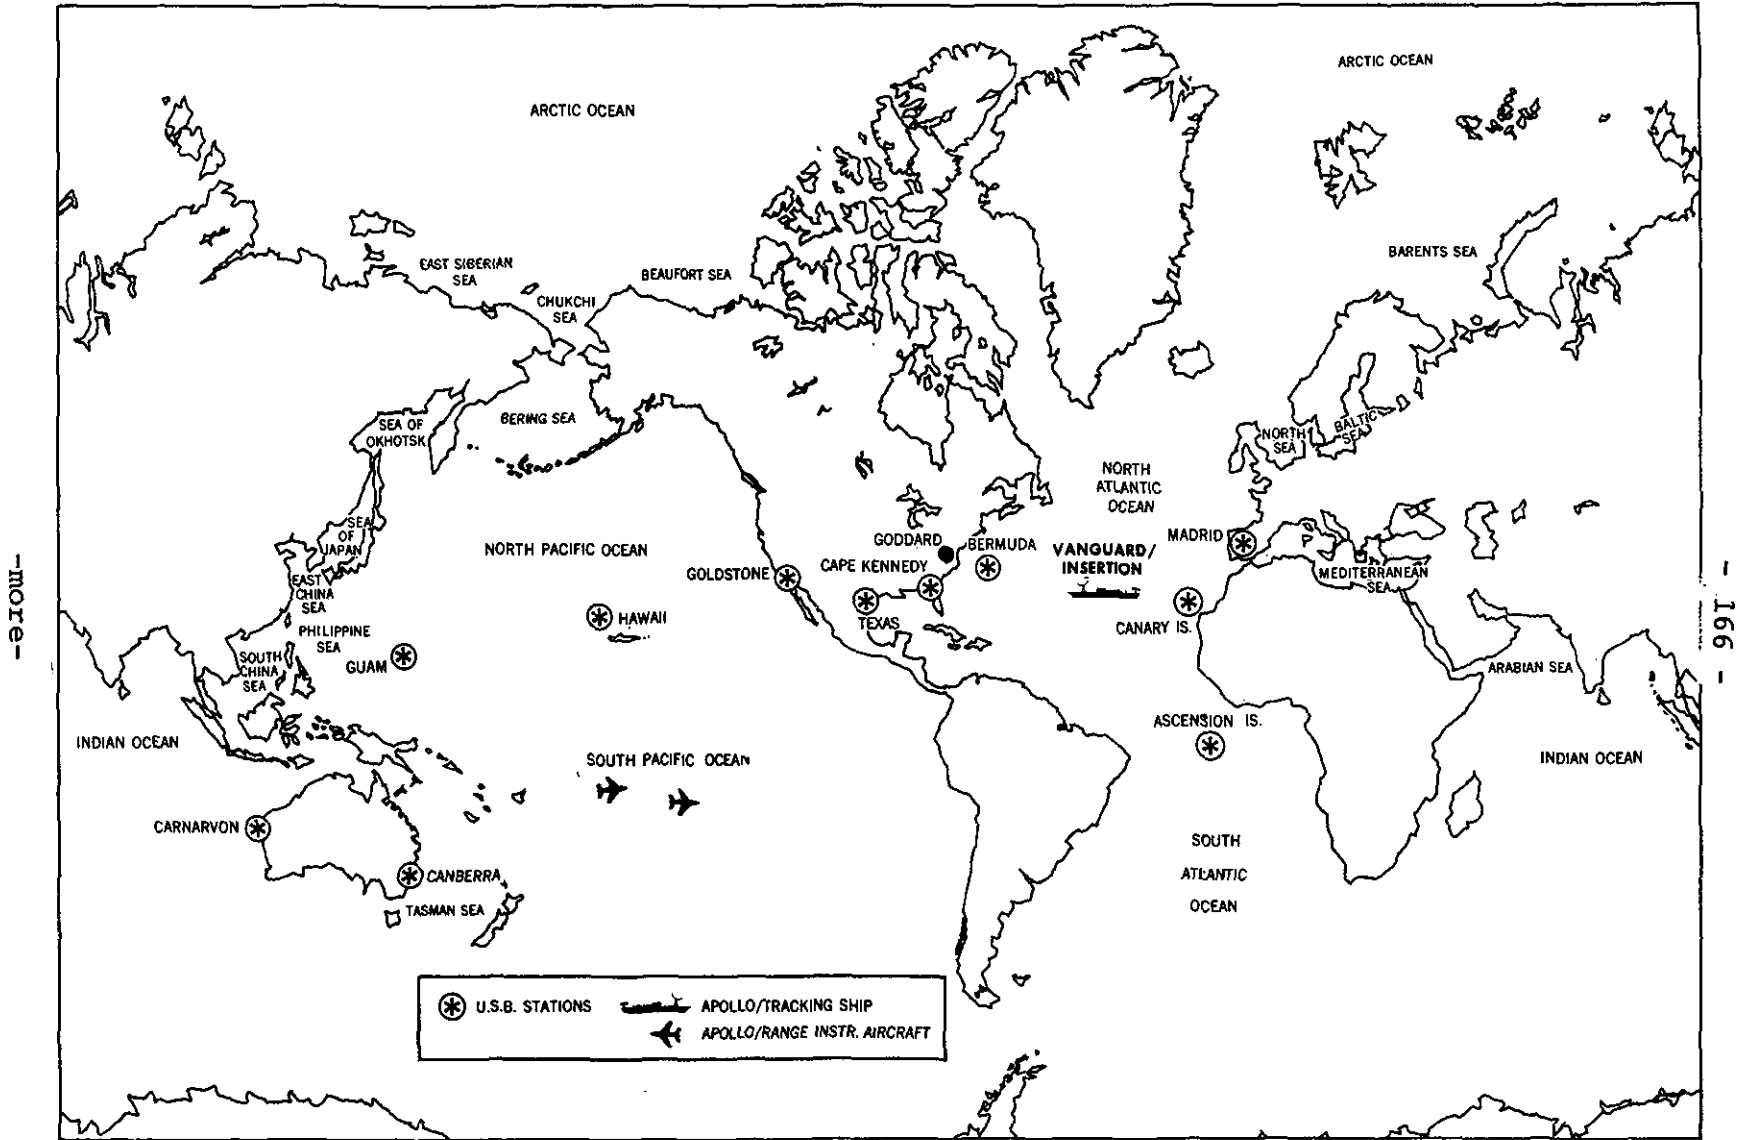 ARCTIC OCEAN
ARCTIC OCEAN
BARENTS SEA
EAST SIBERIAN
SEA
BEAUFORT SEA
CHUKCHI
SEA
BERING SEA
SEA OF
OKHOTSK
NORTH
SEA
BALTIC
SEA
NORTH
ATLANTIC
OCEAN
SEA
OF
JAPAN
NORTH PACIFIC OCEAN
GODDARD
BERMUDA
VANGUARD/
INSERTION
MADRID
GOLDSTONE
CAPE KENNEDY
MEDITERRANEAN
SEA
EAST
CHINA
SEA
HAWAII
TEXAS
CANARY IS.
PHILIPPINE
SEA
SOUTH
CHINA
SEA
GUAM
ARABIAN SEA
ASCENSION IS.
INDIAN OCEAN
SOUTH PACIFIC OCEAN
INDIAN OCEAN
CARNARVON
SOUTH
ATLANTIC
OCEAN
CANBERRA
TASMAN SEA
U.S.B. STATIONS
APOLLO/TRACKING SHIP
APOLLO/RANGE INSTR. AIRCRAFT
-more-
- 166 -